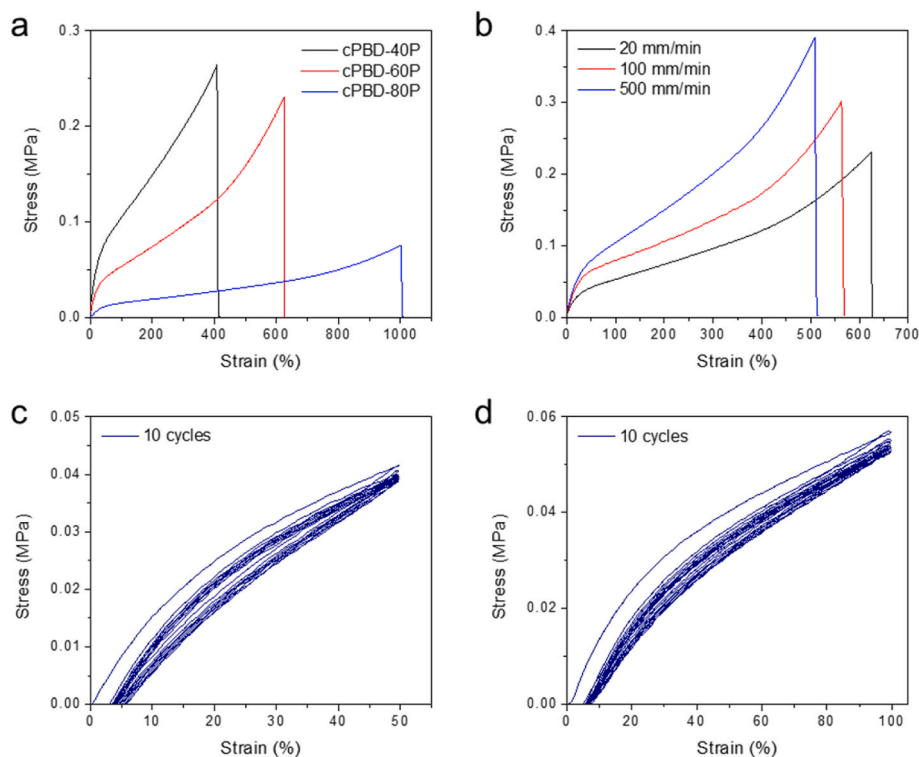 a
cPBD-40P
cPBD-60P
cPBD-80P
0.3
0.2
0.1
0.0
Stress (MPa)
0 200 400 600 800 1000
Strain (%)
b
20 mm/min
100 mm/min
500 mm/min
0.4
0.3
0.2
0.1
0.0
Stress (MPa)
0 100 200 300 400 500 600 700
Strain (%)
c
10 cycles
0.05
0.04
0.03
0.02
0.01
0.00
Stress (MPa)
0 10 20 30 40 50
Strain (%)
d
10 cycles
0.06
0.04
0.02
0.00
Stress (MPa)
0 20 40 60 80 100
Strain (%)